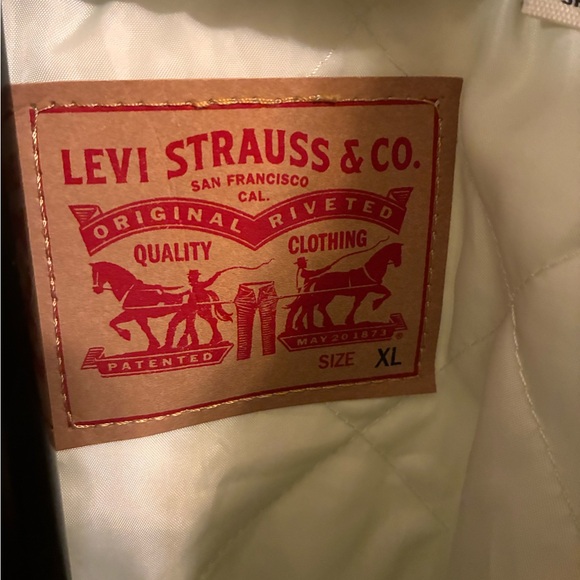 LEVI STRAUSS & CO.
SAN FRANCISCO
CAL.
ORIGINAL RIVETED
QUALITY CLOTHING
PATENTED
MAY 20 1873
SIZE XL